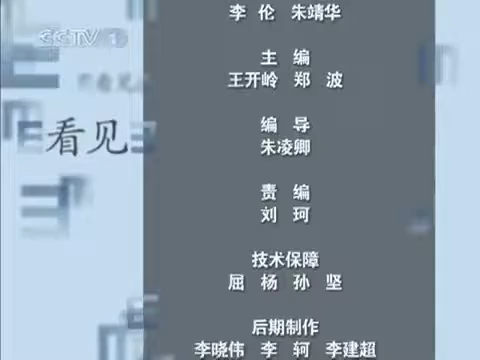 CCTV 1
李 伦 朱靖华
主 编
王开岭 郑 波
看见
编 导
朱凌卿
责 编
刘 珂
技术保障
屈 杨 孙 坚
后期制作
李晓伟 李 轲 李建超